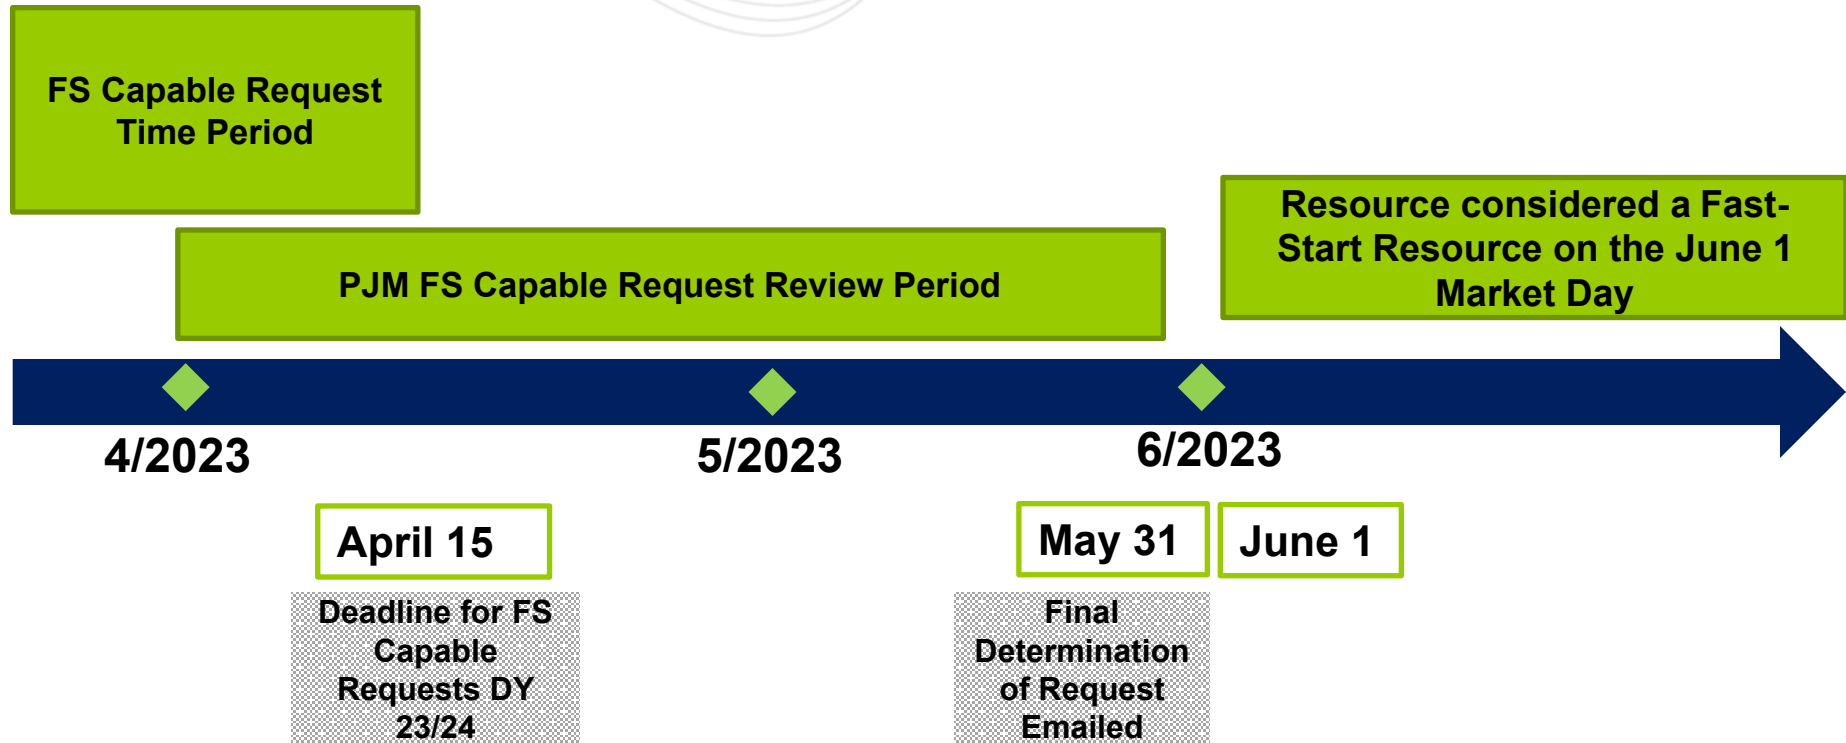 FS Capable Request
Time Period
PJM FS Capable Request Review Period
Resource considered a Fast-
Start Resource on the June 1
Market Day
4/2023
5/2023
6/2023
April 15
May 31
June 1
Deadline for FS
Capable
Requests DY
23/24
Final
Determination
of Request
Emailed